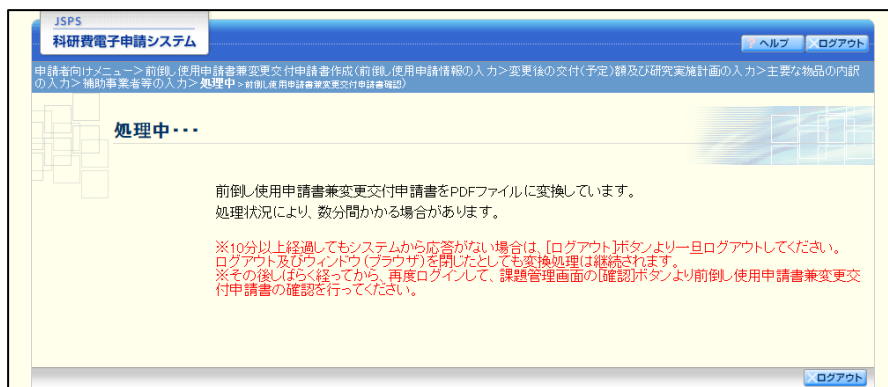 JSPS
科研費電子申請システム
ヘルプ
ログアウト
申請者向けメニュー＞前倒し使用申請書兼変更交付申請書作成(前倒し使用申請情報の入力＞変更後の交付(予定)額及び研究実施計画の入力＞主要な物品の内訳
の入力＞補助事業者等の入力＞処理中＞前倒し使用申請書兼変更交付申請書確認)
処理中・・・
前倒し使用申請書兼変更交付申請書をPDFファイルに変換しています。
処理状況により、数分間かかる場合があります。
※10分以上経過してもシステムから応答がない場合は、[ログアウト]ボタンより一旦ログアウトしてください。
ログアウト及びウィンドウ(ブラウザ)を閉じたとしても変換処理は継続されます。
※その後しばらく経ってから、再度ログインして、課題管理画面の[確認]ボタンより前倒し使用申請書兼変更交
付申請書の確認を行ってください。
ログアウト